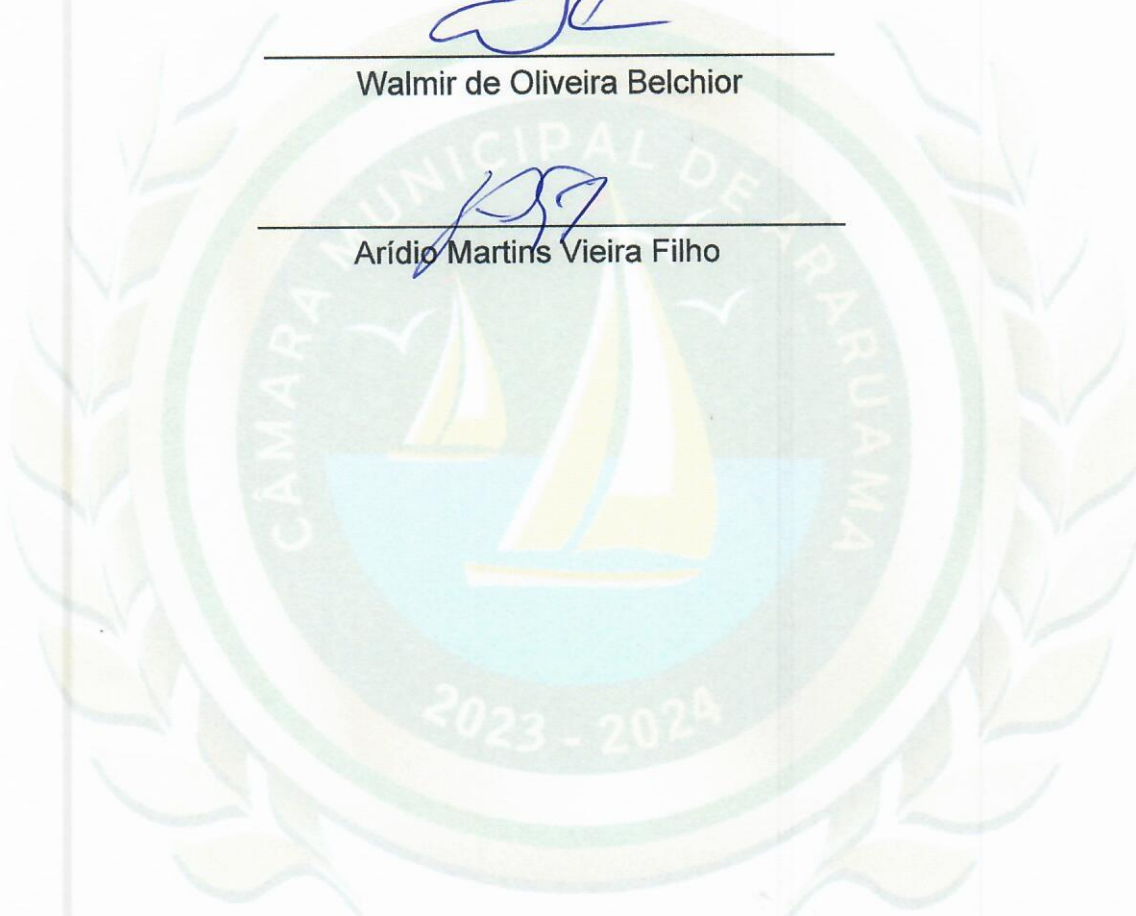 Walmir de Oliveira Belchior
Arídio Martins Vieira Filho
CÂMARA MUNICIPAL DE ARARUAMA
2023 - 2024